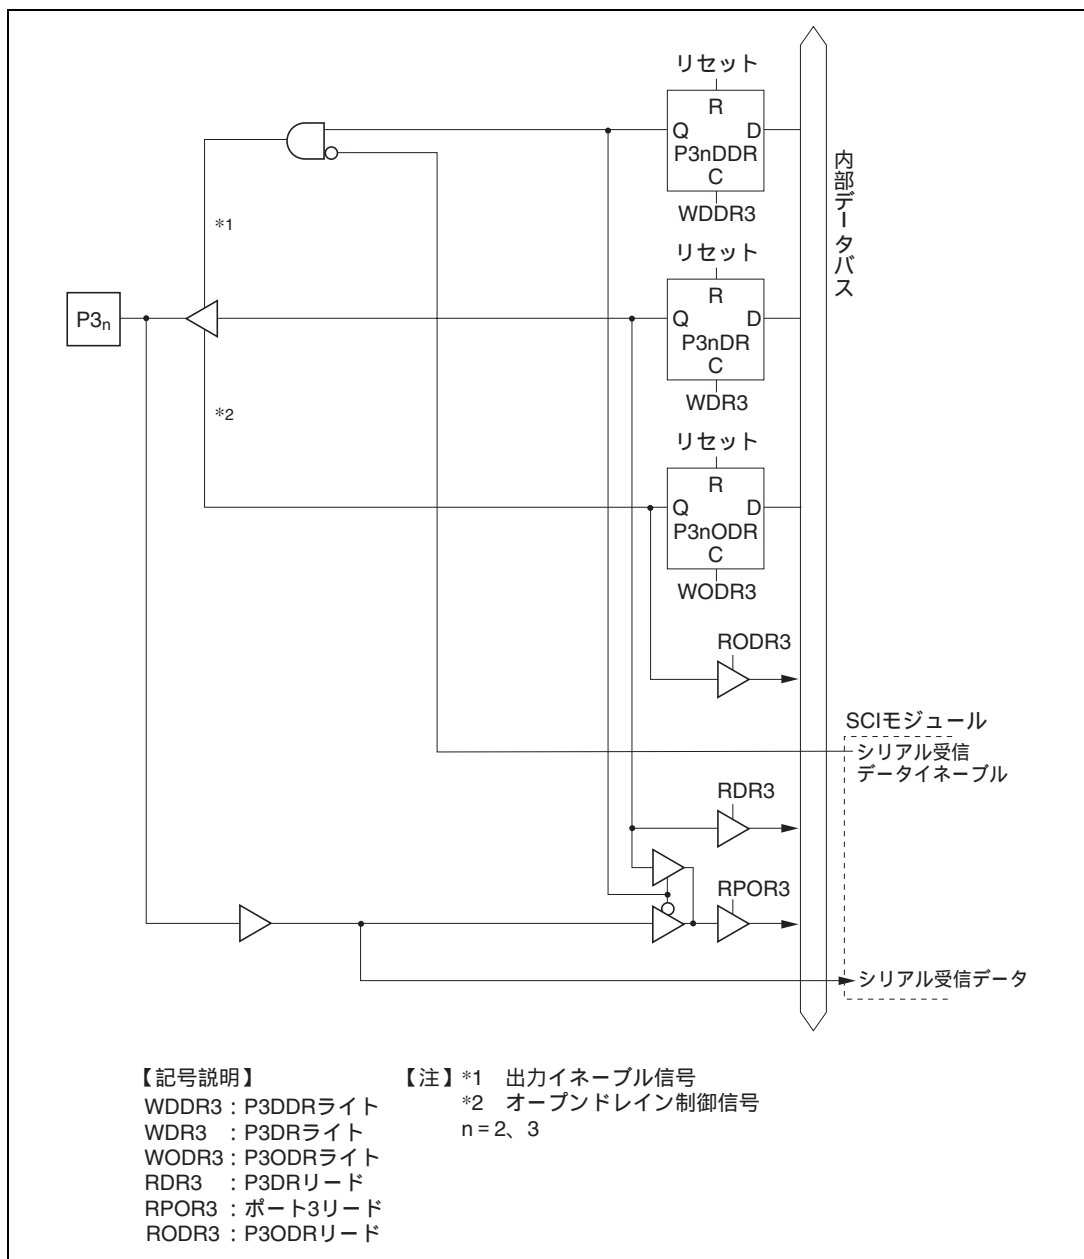 リセット
R
Q D
P3nDDR
C
WDDR3
内部データバス
*1
リセット
R
P3n
Q D
P3nDR
C
WDR3
*2
リセット
R
Q D
P3nODR
C
WODR3
RODR3
SCIモジュール
シリアル受信
データイネーブル
RDR3
RPOR3
シリアル受信データ
【記号説明】
WDDR3 : P3DDRライト
WDR3 : P3DRライト
WODR3 : P3ODRライト
RDR3 : P3DRリード
RPOR3 : ポート3リード
RODR3 : P3ODRリード
【注】 *1 出力イネーブル信号
*2 オープンドレイン制御信号
n = 2、3